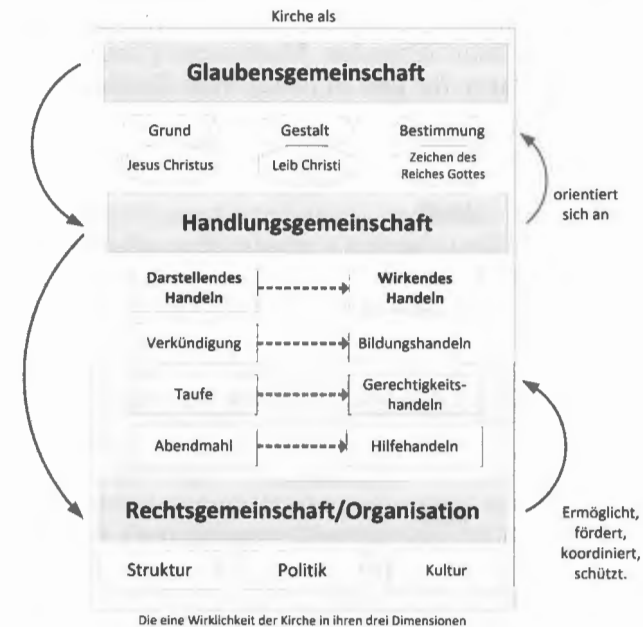 Kirche als
Glaubensgemeinschaft
Grund Gestalt Bestimmung
Jesus Christus Leib Christi Zeichen des
Reiches Gottes
orientiert
sich an
Handlungsgemeinschaft
Darstellendes Wirkendes
Handeln Handeln
Verkündigung Bildungshandeln
Taufe Gerechtigkeits-
handeln
Abendmahl Hilfehandeln
Rechtsgemeinschaft/Organisation
Ermöglicht,
fördert,
koordiniert,
schützt.
Struktur Politik Kultur
Die eine Wirklichkeit der Kirche in ihren drei Dimensionen